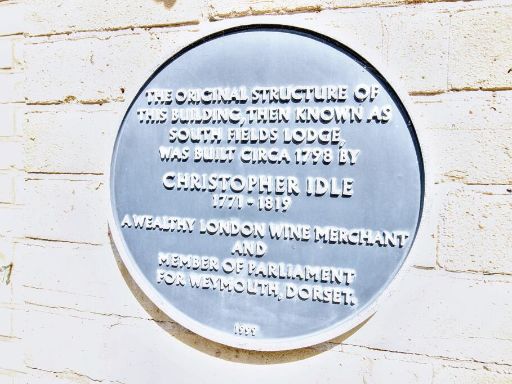 THE ORIGINAL STRUCTURE OF
THIS BUILDING, THEN KNOWN AS
SOUTH FIELDS LODGE,
WAS BUILT CIRCA 1798 BY
CHRISTOPHER IDLE
1771 - 1819
A WEALTHY LONDON WINE MERCHANT
AND
MEMBER OF PARLIAMENT
FOR WEYMOUTH, DORSET.
1999